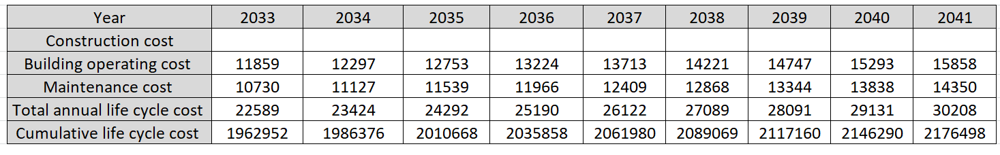 Year 2033 2034 2035 2036 2037 2038 2039 2040 2041
Construction cost
Building operating cost 11859 12297 12753 13224 13713 14221 14747 15293 15858
Maintenance cost 10730 11127 11539 11966 12409 12868 13344 13838 14350
Total annual life cycle cost 22589 23424 24292 25190 26122 27089 28091 29131 30208
Cumulative life cycle cost 1962952 1986376 2010668 2035858 2061980 2089069 2117160 2146290 2176498